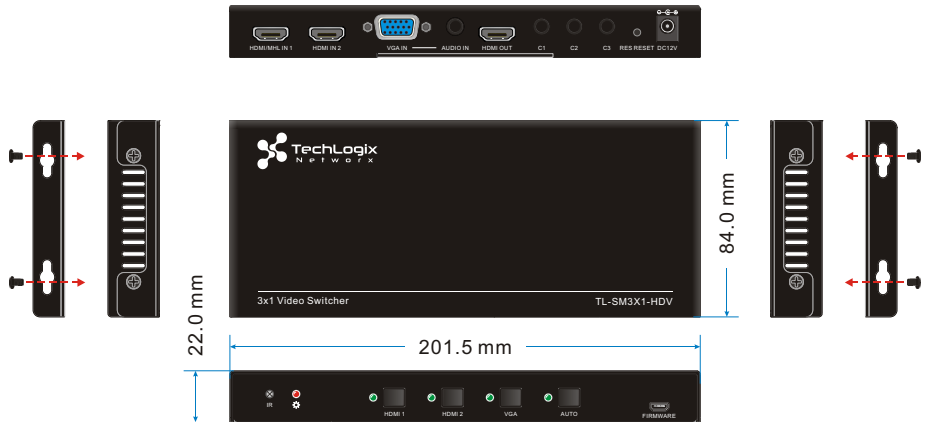 HDMI/MHL IN 1 HDMI IN 2 VGA IN AUDIO IN HDMI OUT C1 C2 C3 RES RESET DC12V
TechLogix
Networx
84.0 mm
3x1 Video Switcher TL-SM3X1-HDV
22.0 mm
201.5 mm
IR HDMI 1 HDMI 2 VGA AUTO FIRMWARE